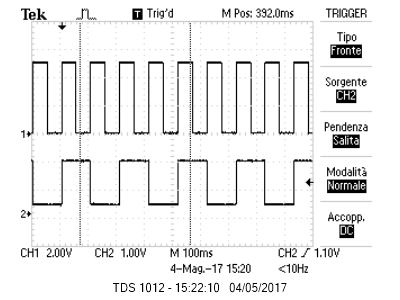 Tek T Trig'd M Pos: 392.0ms TRIGGER
Tipo
Fronte
Sorgente
CH2
Pendenza
Salita
Modalità
Normale
Accopp.
DC
1
2
CH1 2.00V CH2 1.00V M 100ms CH2 1.10V
4-Mag.-17 15:20 <10Hz
TDS 1012 - 15:22:10 04/05/2017